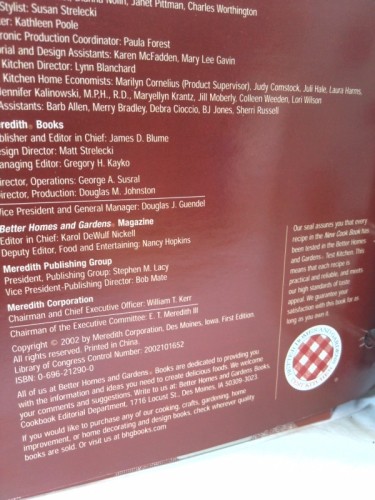 Janet Pittman, Charles Worthington
Stylist: Susan Strelecki
er: Kathleen Poole
ronic Production Coordinator: Paula Forest
orial and Design Assistants: Karen McFadden, Mary Lee Gavin
Kitchen Director: Lynn Blanchard
Kitchen Home Economists: Marilyn Cornelius (Product Supervisor), Judy Comstock, Juli Hale, Laura Harms,
Jennifer Kalinowski, M.P.H., R.D., Maryellyn Krantz, Jill Moberly, Colleen Weeden, Lori Wilson
Assistants: Barb Allen, Merry Bradley, Debra Cioccio, BJ Jones, Sherri Russell
eredith® Books
blisher and Editor in Chief: James D. Blume
esign Director: Matt Strelecki
anaging Editor: Gregory H. Kayko
irector, Operations: George A. Susral
irector, Production: Douglas M. Johnston
ice President and General Manager: Douglas J. Guendel
Better Homes and Gardens® Magazine
Editor in Chief: Karol DeWulf Nickell
Deputy Editor, Food and Entertaining: Nancy Hopkins
Meredith Publishing Group
President, Publishing Group: Stephen M. Lacy
Vice President-Publishing Director: Bob Mate
Meredith Corporation
Chairman and Chief Executive Officer: William T. Kerr
Chairman of the Executive Committee: E. T. Meredith III
Copyright © 2002 by Meredith Corporation, Des Moines, Iowa. First Edition.
All rights reserved. Printed in China.
Library of Congress Control Number: 2002101652
ISBN: 0-696-21290-0
All of us at Better Homes and Gardens® Books are dedicated to providing you
with the information and ideas you need to create delicious foods. We welcome
your comments and suggestions. Write to us at: Better Homes and Gardens Books,
Cookbook Editorial Department, 1716 Locust St., Des Moines, IA 50309-3023
If you would like to purchase any of our cooking, crafts, gardening, home
improvement, or home decorating and design books, check wherever quality
books are sold. Or visit us at bhgbooks.com
Our seal assures you that every
recipe in the New Cook Book has
been tested in the Better Homes
and Gardens® Test Kitchen. This
means that each recipe is
practical and reliable, and meets
our high standards of taste
appeal. We guarantee your
satisfaction with this book for as
long as you own it.